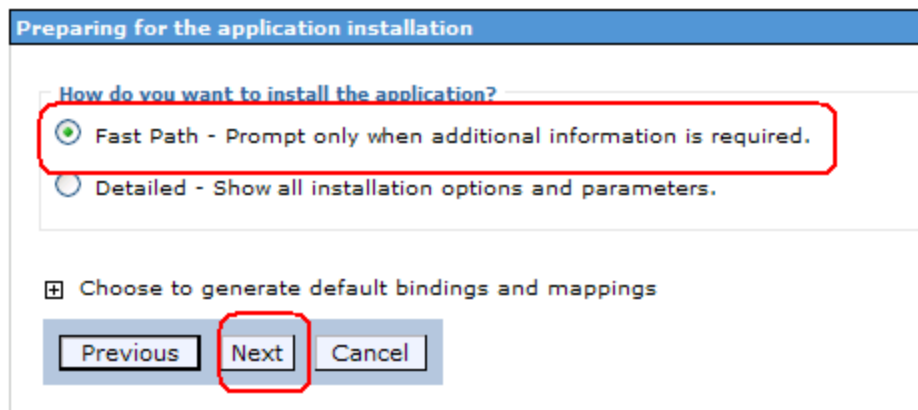 Preparing for the application installation
How do you want to install the application?
Fast Path - Prompt only when additional information is required.
Detailed - Show all installation options and parameters.
Choose to generate default bindings and mappings
Previous Next Cancel